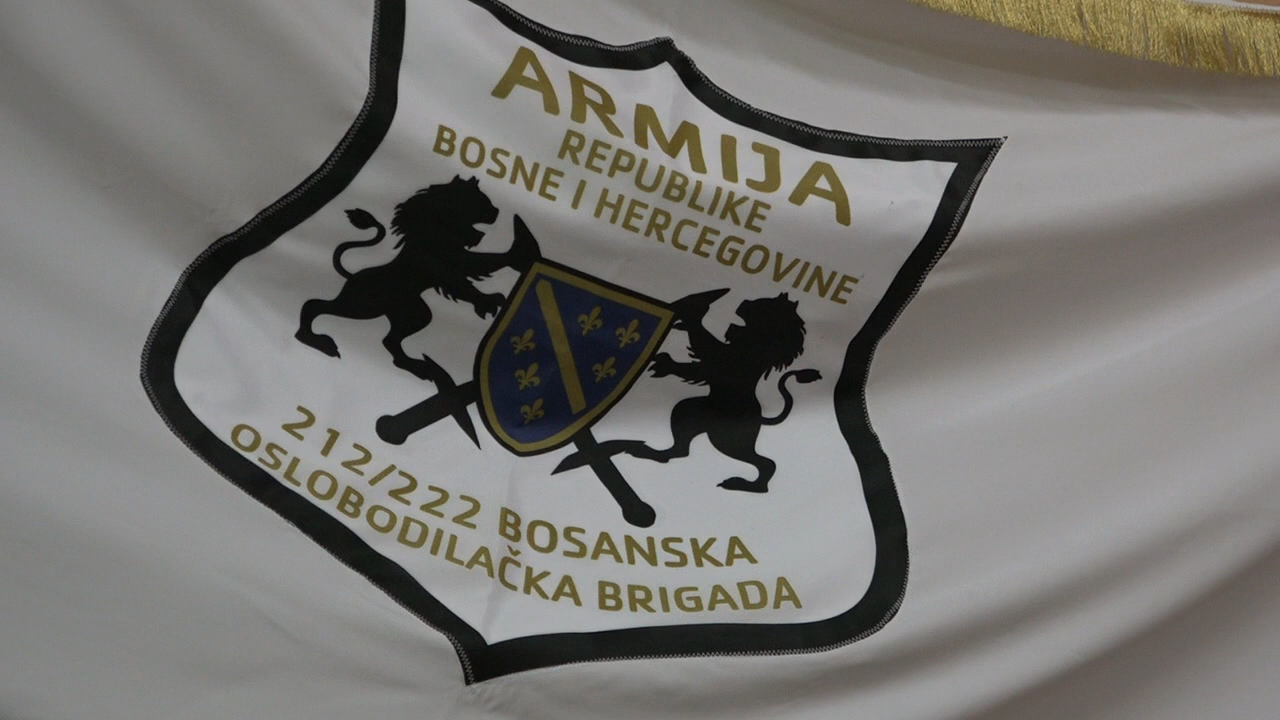 ARMIJA
REPUBLIKE
BOSNE I HERCEGOVINE
212/222 BOSANSKA
OSLOBODILAČKA BRIGADA